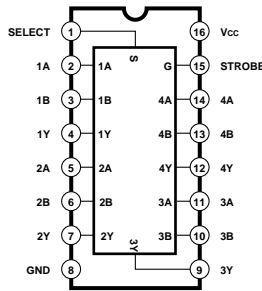 SELECT 1 S 16 Vcc
1A 2 1A G 15 STROBE
1B 3 1B 4A 14 4A
1Y 4 1Y 4B 13 4B
2A 5 2A 4Y 12 4Y
2B 6 2B 3A 11 3A
2Y 7 2Y 3B 10 3B
GND 8 3Y 9 3Y